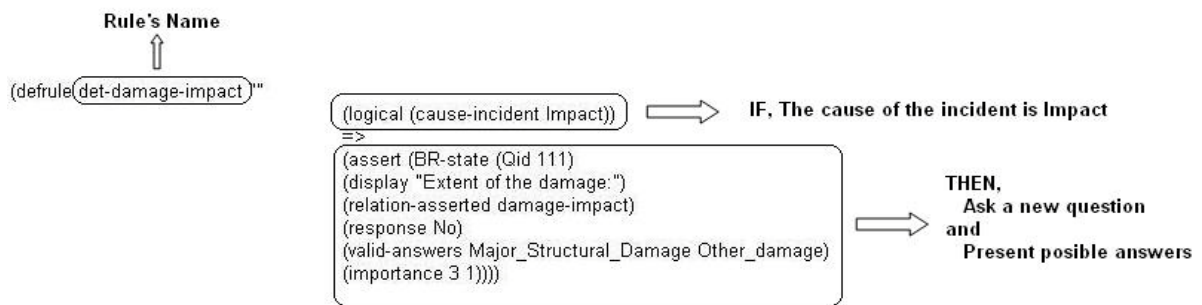 Rule's Name
(defrule det-damage-impact ""
(logical (cause-incident Impact))
IF, The cause of the incident is Impact
=>
(assert (BR-state (Qid 111)
(display "Extent of the damage:")
(relation-asserted damage-impact)
(response No)
(valid-answers Major_Structural_Damage Other_damage)
(importance 3 1))))
THEN,
Ask a new question
and
Present posible answers